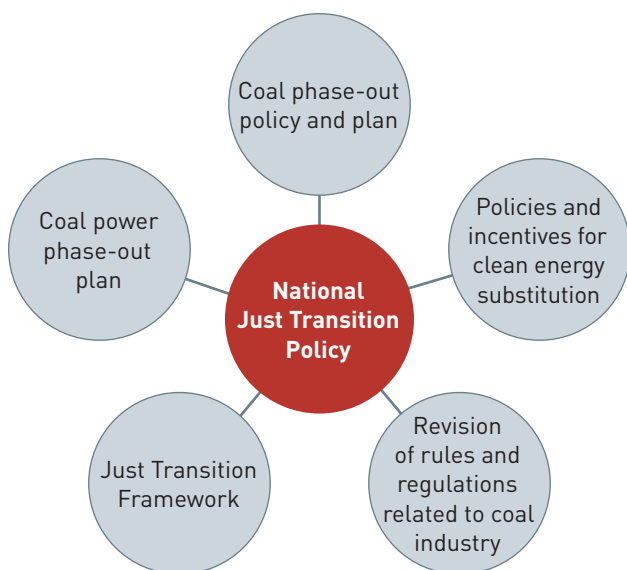 Coal phase-out
policy and plan
Policies and
incentives for
clean energy
substitution
Revision
of rules and
regulations
related to coal
industry
Just Transition
Framework
Coal power
phase-out
plan
National
Just Transition
Policy